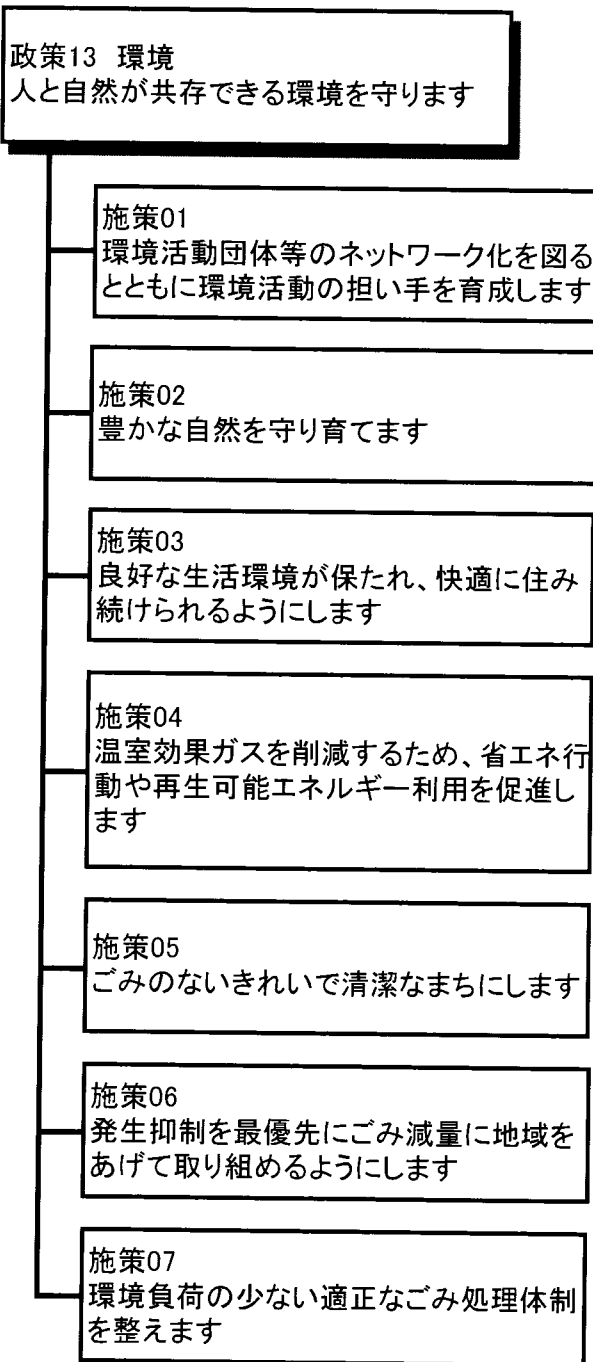 政策13 環境
人と自然が共存できる環境を守ります
施策01
環境活動団体等のネットワーク化を図る
とともに環境活動の担い手を育成します
施策02
豊かな自然を守り育てます
施策03
良好な生活環境が保たれ、快適に住み
続けられるようにします
施策04
温室効果ガスを削減するため、省エネ行
動や再生可能エネルギー利用を促進し
ます
施策05
ごみのないきれいで清潔なまちにします
施策06
発生抑制を最優先にごみ減量に地域を
あげて取り組めるようにします
施策07
環境負荷の少ない適正なごみ処理体制
を整えます